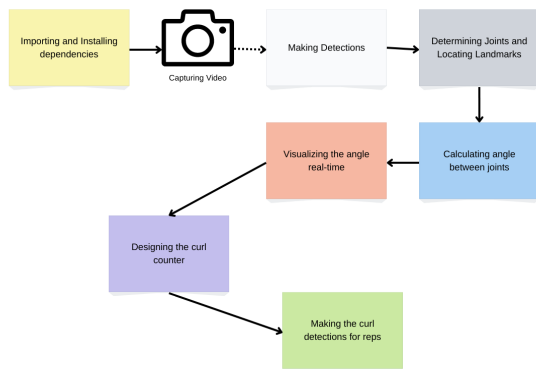 Importing and Installing
dependencies
Capturing Video
Making Detections
Determining Joints and
Locating Landmarks
Calculating angle
between joints
Visualizing the angle
real-time
Designing the curl
counter
Making the curl
detections for reps